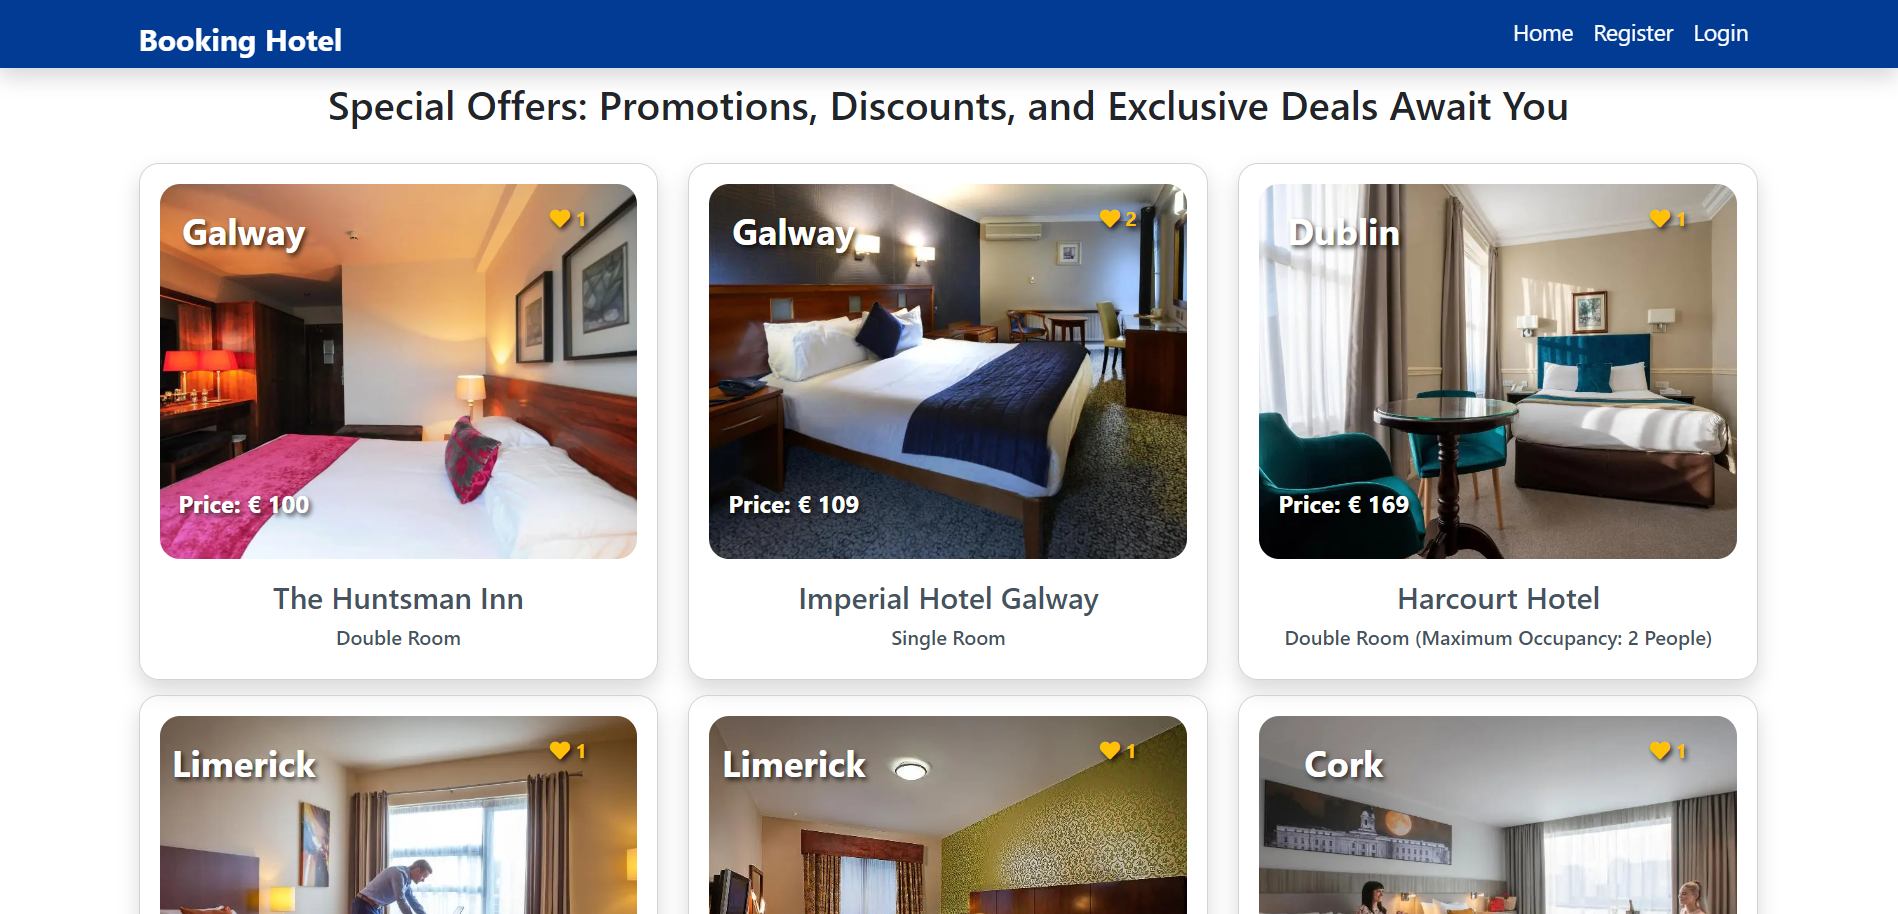 Booking Hotel
Home Register Login
Special Offers: Promotions, Discounts, and Exclusive Deals Await You
Galway
1
Price: € 100
The Huntsman Inn
Double Room
Galway
2
Price: € 109
Imperial Hotel Galway
Single Room
Dublin
1
Price: € 169
Harcourt Hotel
Double Room (Maximum Occupancy: 2 People)
Limerick
1
Limerick
1
Cork
1